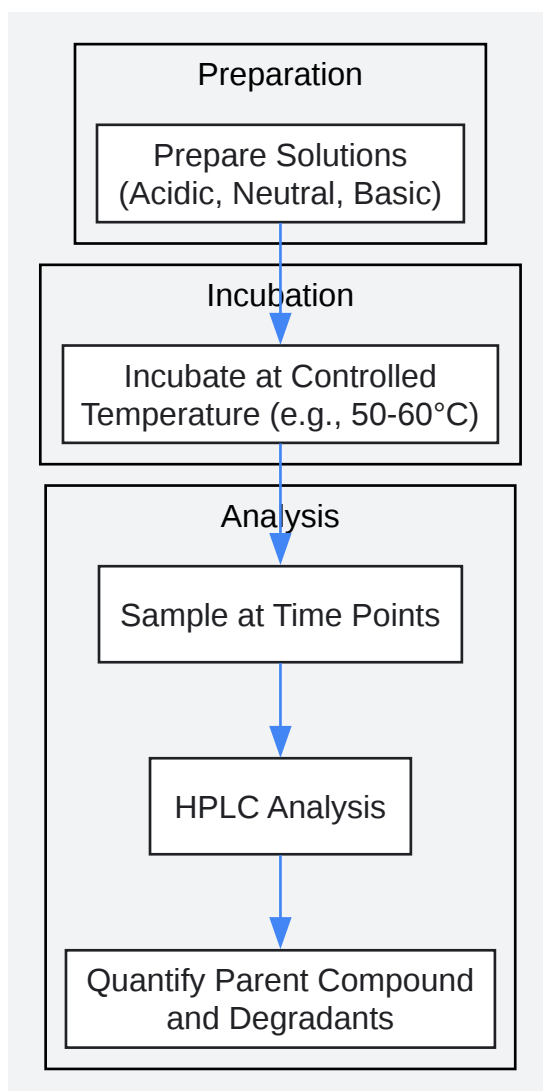 Preparation
Prepare Solutions
(Acidic, Neutral, Basic)
Incubation
Incubate at Controlled
Temperature (e.g., 50-60°C)
Analysis
Sample at Time Points
HPLC Analysis
Quantify Parent Compound
and Degradants